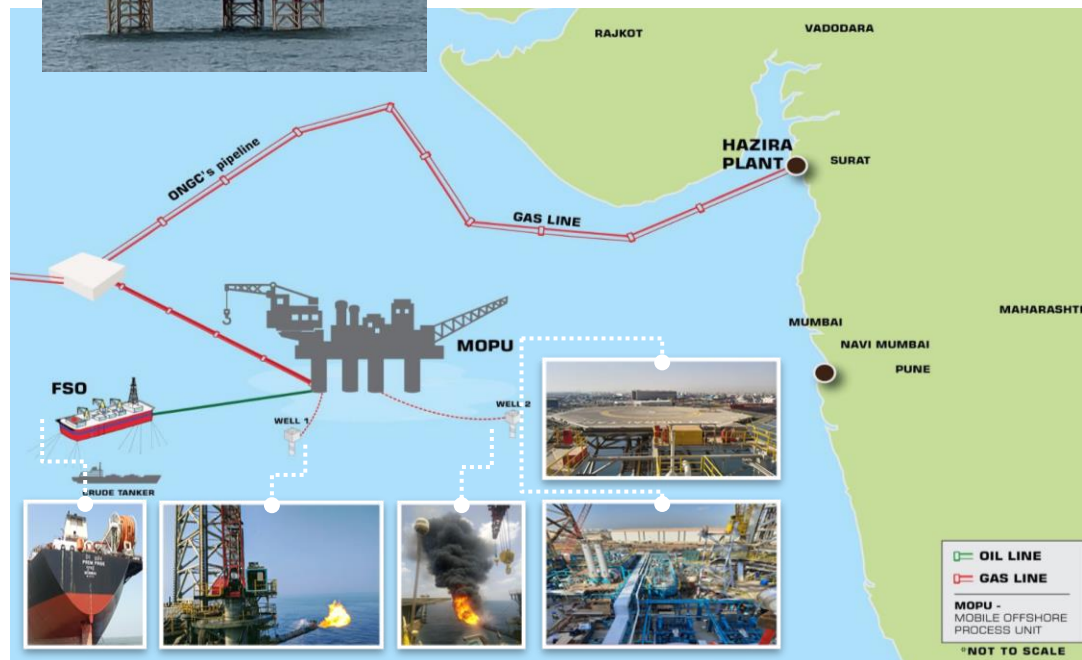 RAJKOT
VADODARA
ONGC's pipeline
HAZIRA
PLANT
SURAT
GAS LINE
MUMBAI
MAHARASHT
NAVI MUMBAI
PUNE
MOPU
FSO
WELL 1
WELL 2
CRUDE TANKER
OIL LINE
GAS LINE
MOPU -
MOBILE OFFSHORE
PROCESS UNIT
°NOT TO SCALE